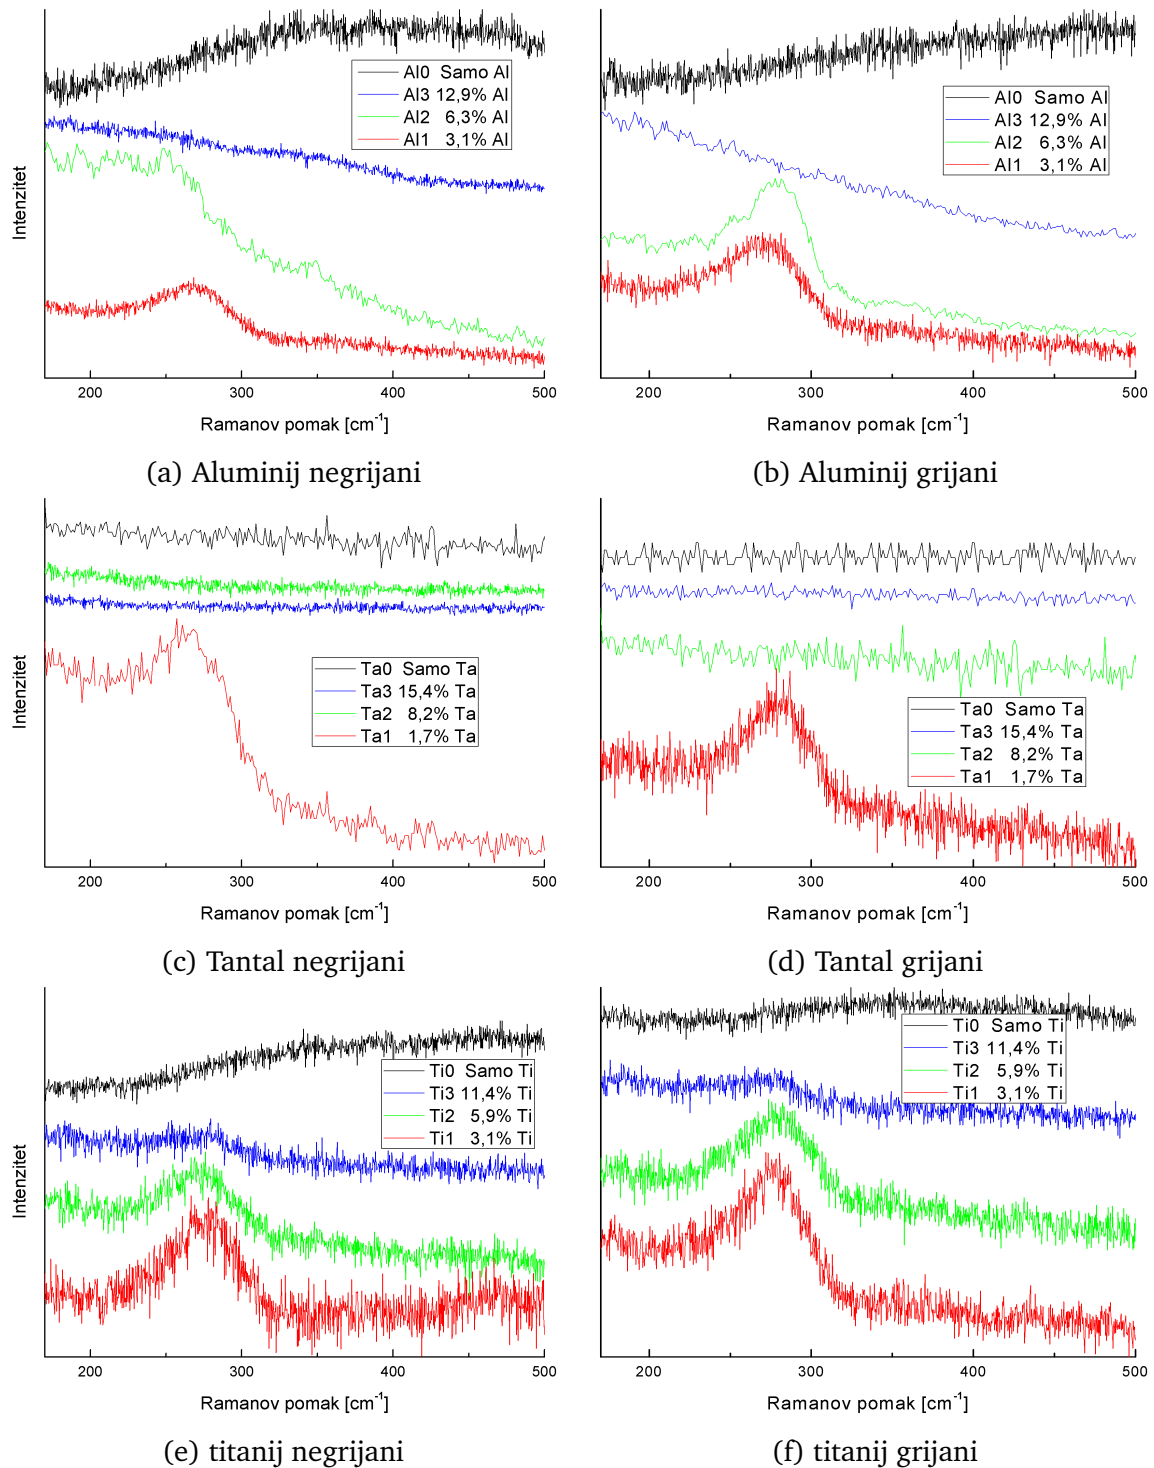 Al0 Samo Al
Al3 12,9% Al
Al2 6,3% Al
Al1 3,1% Al
Intenzitet
200 300 400 500
Ramanov pomak [cm⁻¹]
(a) Aluminij negrijani
Al0 Samo Al
Al3 12,9% Al
Al2 6,3% Al
Al1 3,1% Al
200 300 400 500
Ramanov pomak [cm⁻¹]
(b) Aluminij grijani
Ta0 Samo Ta
Ta3 15,4% Ta
Ta2 8,2% Ta
Ta1 1,7% Ta
Intenzitet
200 300 400 500
Ramanov pomak [cm⁻¹]
(c) Tantal negrijani
Ta0 Samo Ta
Ta3 15,4% Ta
Ta2 8,2% Ta
Ta1 1,7% Ta
200 300 400 500
Ramanov pomak [cm⁻¹]
(d) Tantal grijani
Ti0 Samo Ti
Ti3 11,4% Ti
Ti2 5,9% Ti
Ti1 3,1% Ti
Intenzitet
200 300 400 500
Ramanov pomak [cm⁻¹]
(e) titanij negrijani
Ti0 Samo Ti
Ti3 11,4% Ti
Ti2 5,9% Ti
Ti1 3,1% Ti
200 300 400 500
Ramanov pomak [cm⁻¹]
(f) titanij grijani